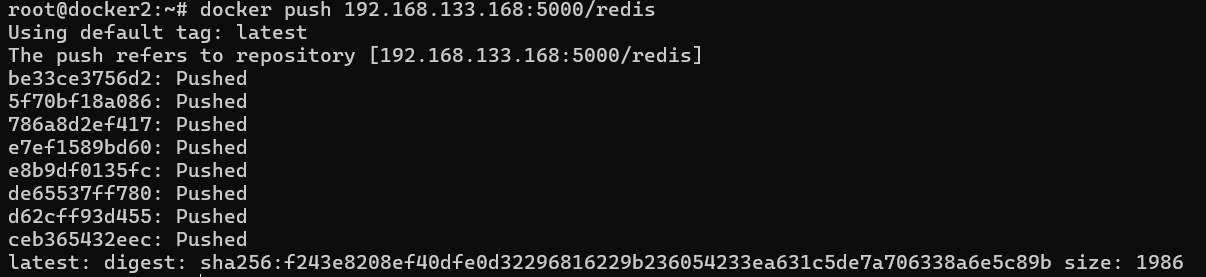 root@docker2:~# docker push 192.168.133.168:5000/redis
Using default tag: latest
The push refers to repository [192.168.133.168:5000/redis]
be33ce3756d2: Pushed
5f70bf18a086: Pushed
786a8d2ef417: Pushed
e7ef1589bd60: Pushed
e8b9df0135fc: Pushed
de65537ff780: Pushed
d62cff93d455: Pushed
ceb365432eec: Pushed
latest: digest: sha256:f243e8208ef40dfe0d32296816229b236054233ea631c5de7a706338a6e5c89b size: 1986